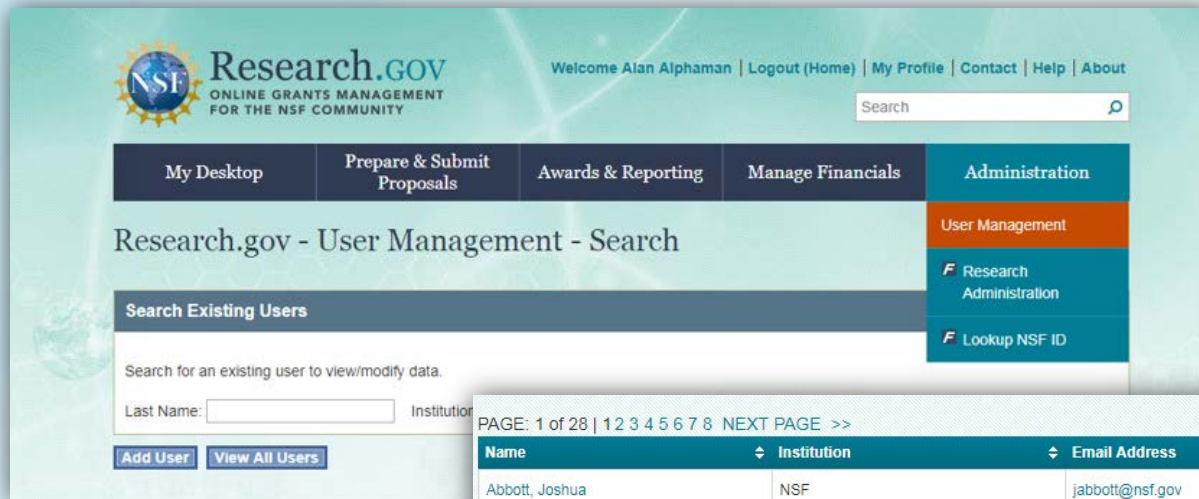 NSF
Research.GOV
ONLINE GRANTS MANAGEMENT
FOR THE NSF COMMUNITY
Welcome Alan Alphaman | Logout (Home) | My Profile | Contact | Help | About
Search
My Desktop
Prepare & Submit
Proposals
Awards & Reporting
Manage Financials
Administration
User Management
Research
Administration
Lookup NSF ID
Research.gov - User Management - Search
Search Existing Users
Search for an existing user to view/modify data.
Last Name: Institution
Add User View All Users
PAGE: 1 of 28 | 1 2 3 4 5 6 7 8 NEXT PAGE >>
Name Institution Email Address
Abbott, Joshua NSF jabbott@nsf.gov